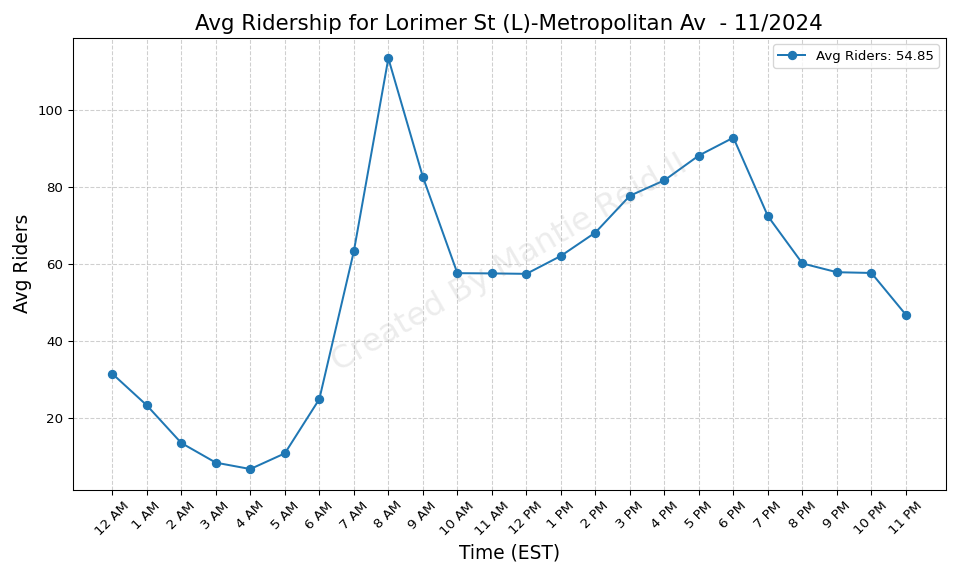 Avg Ridership for Lorimer St (L)-Metropolitan Av - 11/2024
Avg Riders: 54.85
Avg Riders
100
80
60
40
20
Created By Mantle Reid II
12 AM
1 AM
2 AM
3 AM
4 AM
5 AM
6 AM
7 AM
8 AM
9 AM
10 AM
11 AM
12 PM
1 PM
2 PM
3 PM
4 PM
5 PM
6 PM
7 PM
8 PM
9 PM
10 PM
11 PM
Time (EST)